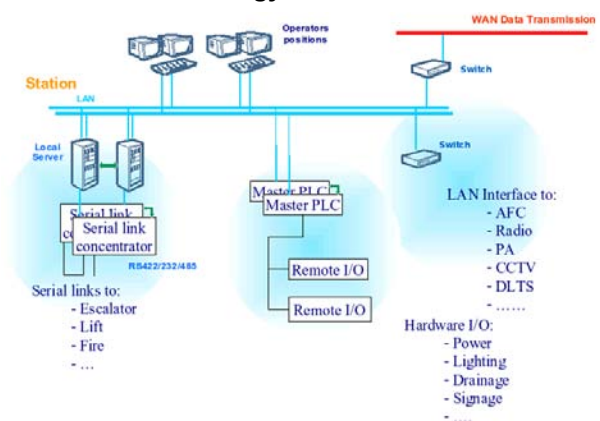 WAN Data Transmission
Operators
positions
Switch
Station
LAN
Local
Server
Switch
Master PLC
Master PLC
Serial link
Serial link
concentrator
RS422/232/485
Remote I/O
Remote I/O
Serial links to:
- Escalator
- Lift
- Fire
- ...
LAN Interface to:
- AFC
- Radio
- PA
- CCTV
- DLTS
- ......
Hardware I/O:
- Power
- Lighting
- Drainage
- Signage
- ....